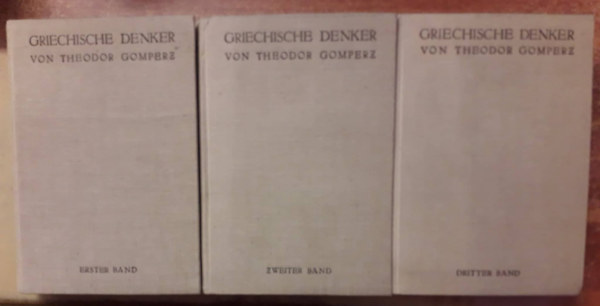 GRIECHISCHE DENKER
VON THEODOR GOMPERZ
ERSTER BAND
GRIECHISCHE DENKER
VON THEODOR GOMPERZ
ZWEITER BAND
GRIECHISCHE DENKER
VON THEODOR GOMPERZ
DRITTER BAND